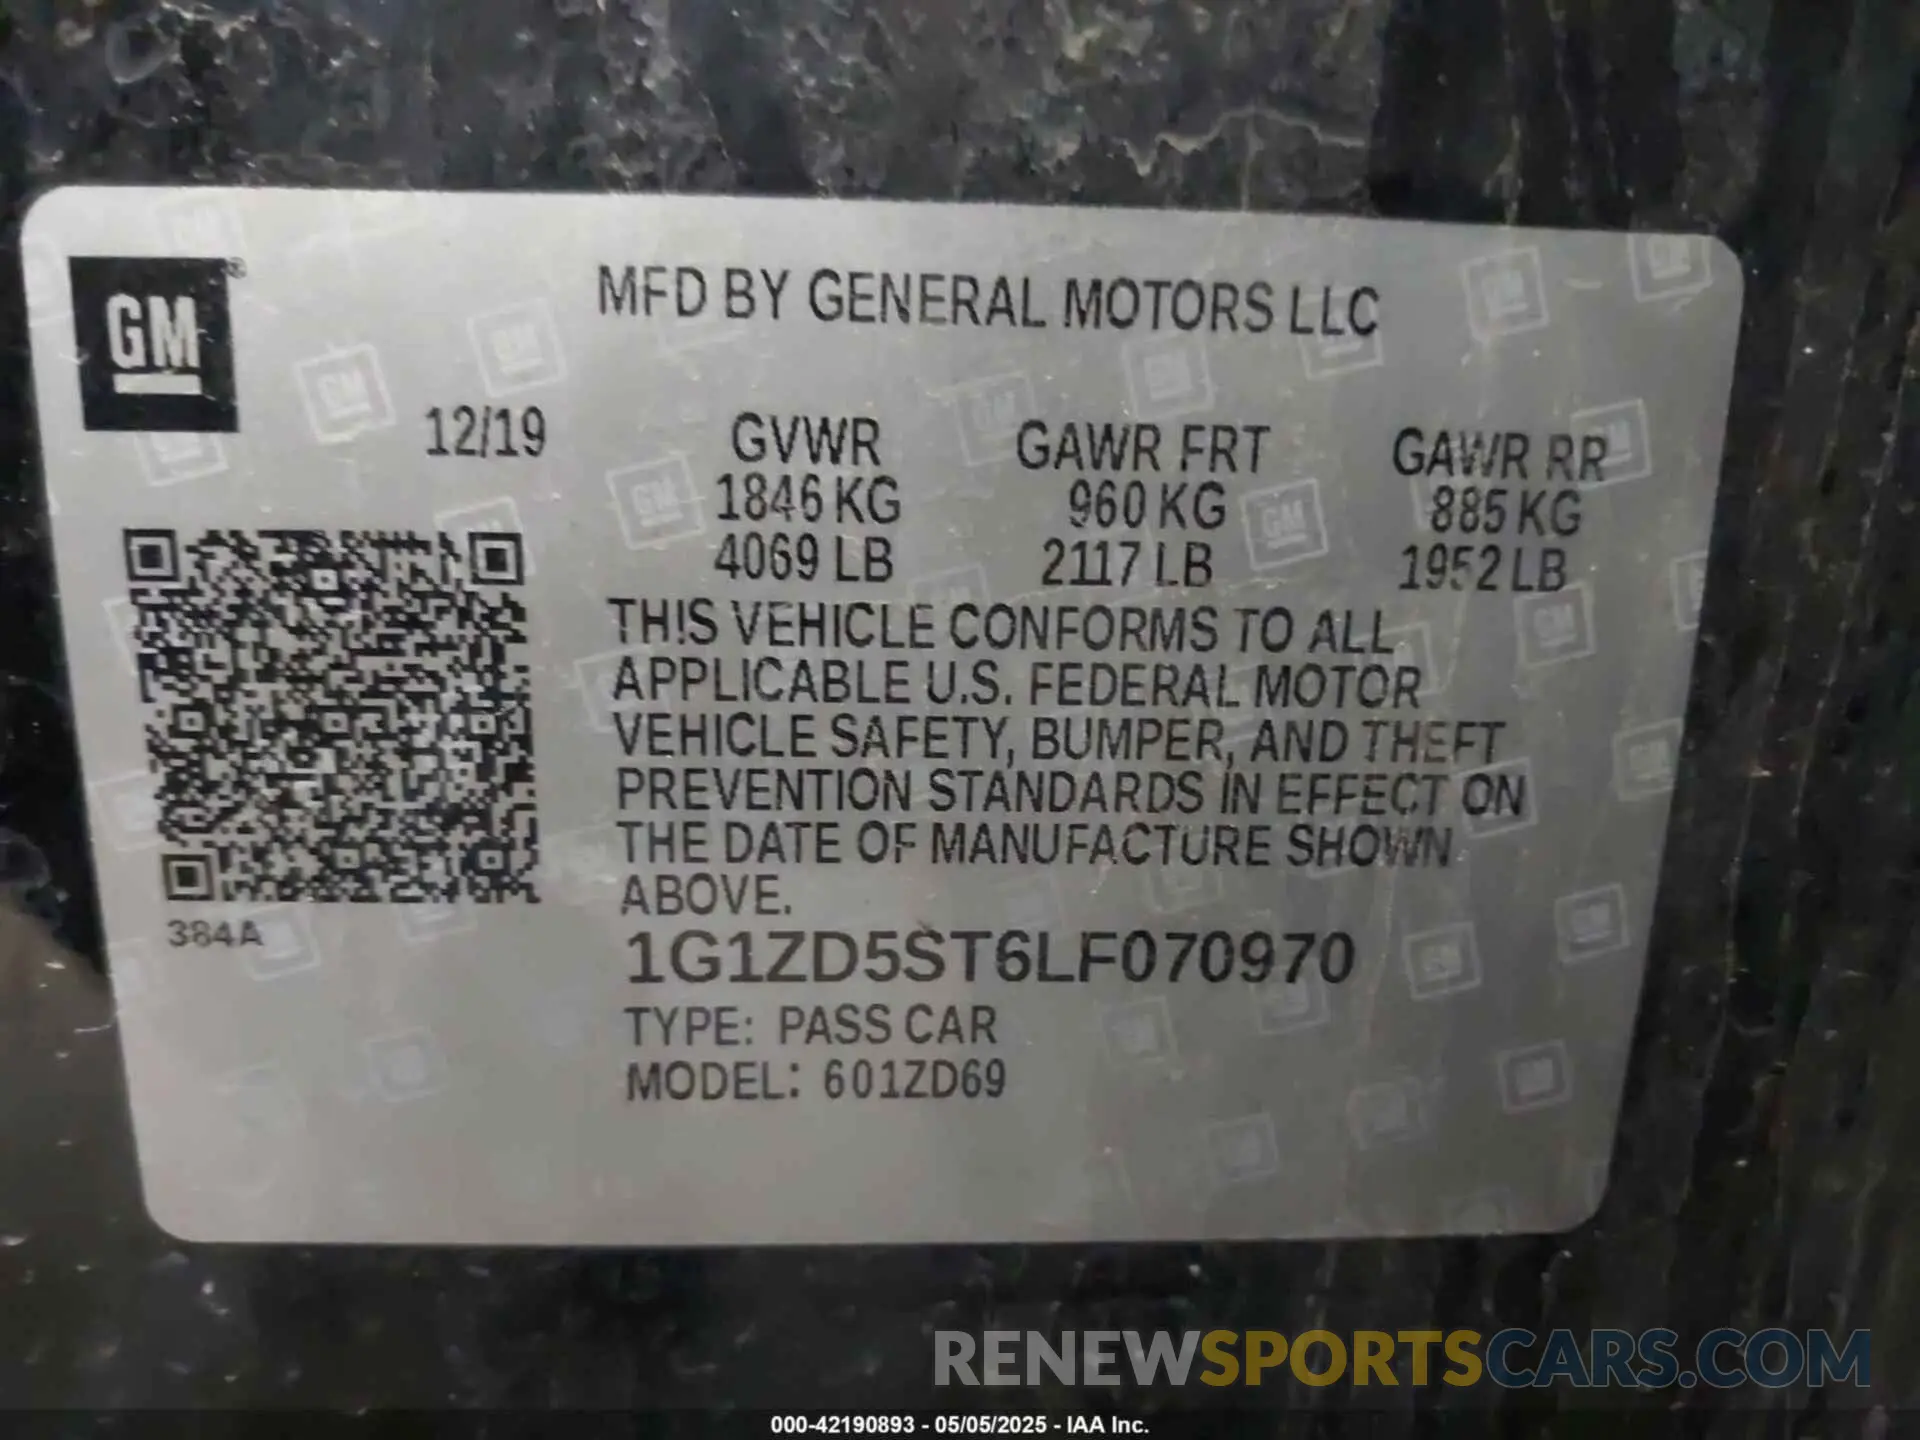 GM®
MFD BY GENERAL MOTORS LLC
12/19 GVWR GAWR FRT GAWR RR
1846 KG 960 KG 885 KG
4069 LB 2117 LB 1952 LB
THIS VEHICLE CONFORMS TO ALL
APPLICABLE U.S. FEDERAL MOTOR
VEHICLE SAFETY, BUMPER, AND THEFT
PREVENTION STANDARDS IN EFFECT ON
THE DATE OF MANUFACTURE SHOWN
ABOVE.
384A
1G1ZD5ST6LF070970
TYPE: PASS CAR
MODEL: 601ZD69
RENEWSPORTSCARS.COM
000-42190893 - 05/05/2025 - IAA Inc.